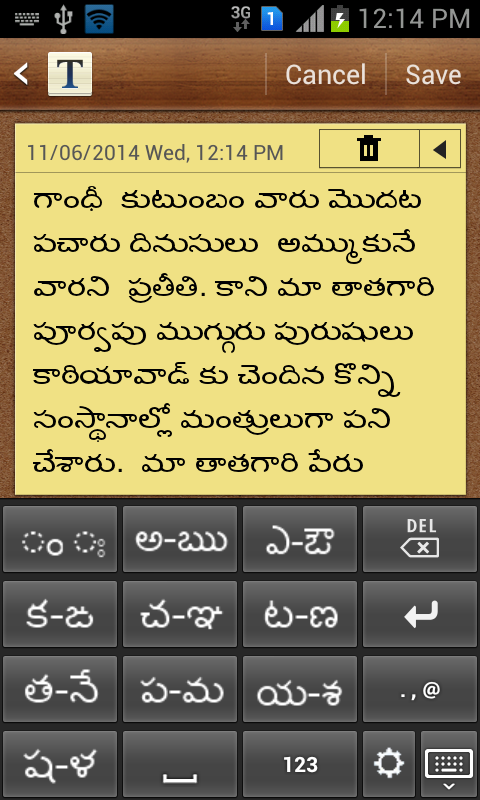 3G 1 12:14 PM
T Cancel Save
11/06/2014 Wed, 12:14 PM
గాంధీ కుటుంబం వారు మొదట
పచారు దినుసులు అమ్ముకునే
వారని ప్రతీతి. కాని మా తాతగారి
పూర్వపు ముగ్గురు పురుషులు
కాఠియావాడ్ కు చెందిన కొన్ని
సంస్థానాల్లో మంత్రులుగా పని
చేశారు. మా తాతగారి పేరు
ం ః అ-ఋ ఎ-ఔ DEL
క-ఙ చ-ఞ ట-ణ
త-నే ప-మ య-శ . , @
ష-ళ 123